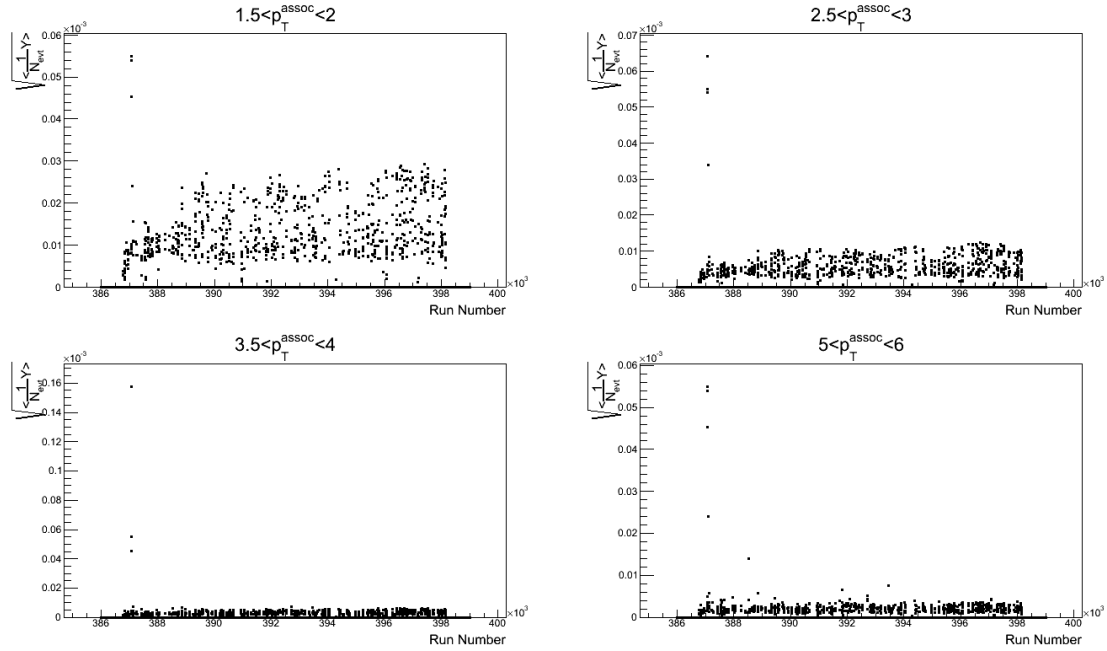 1.5<p_T^assoc<2
×10^-3
√<1/N_evt Y>
0.06
0.05
0.04
0.03
0.02
0.01
0
386 388 390 392 394 396 398 400
×10^3
Run Number
2.5<p_T^assoc<3
×10^-3
√<1/N_evt Y>
0.07
0.06
0.05
0.04
0.03
0.02
0.01
0
386 388 390 392 394 396 398 400
×10^3
Run Number
3.5<p_T^assoc<4
×10^-3
√<1/N_evt Y>
0.16
0.14
0.12
0.1
0.08
0.06
0.04
0.02
0
386 388 390 392 394 396 398 400
×10^3
Run Number
5<p_T^assoc<6
×10^-3
√<1/N_evt Y>
0.06
0.05
0.04
0.03
0.02
0.01
0
386 388 390 392 394 396 398 400
×10^3
Run Number